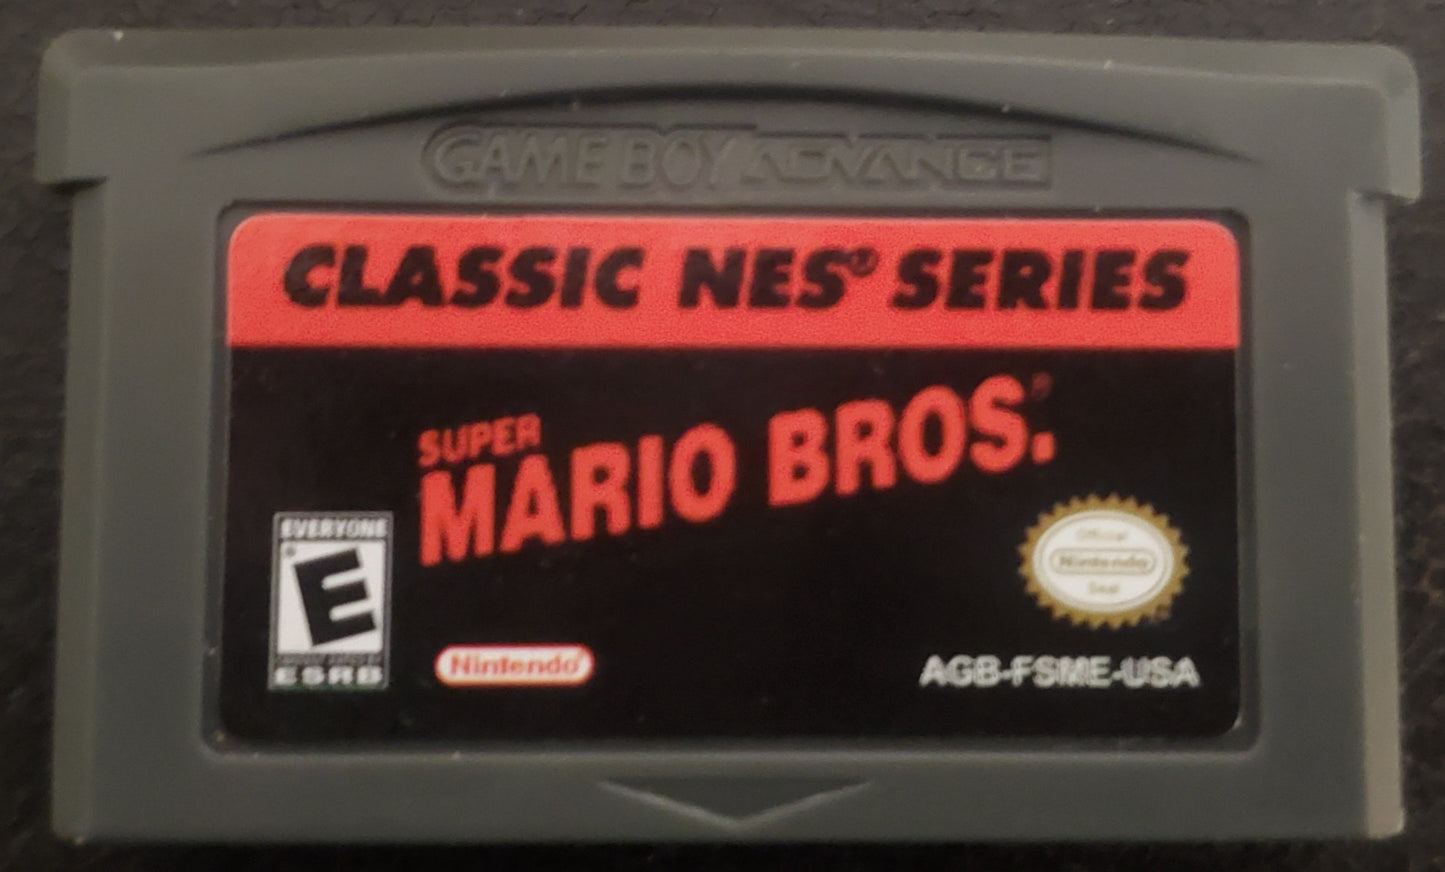 GAME BOY ADVANCE
CLASSIC NES® SERIES
SUPER
MARIO BROS.®
EVERYONE
E
ESRB
Nintendo®
Official
Nintendo
Seal
AGB-FSME-USA